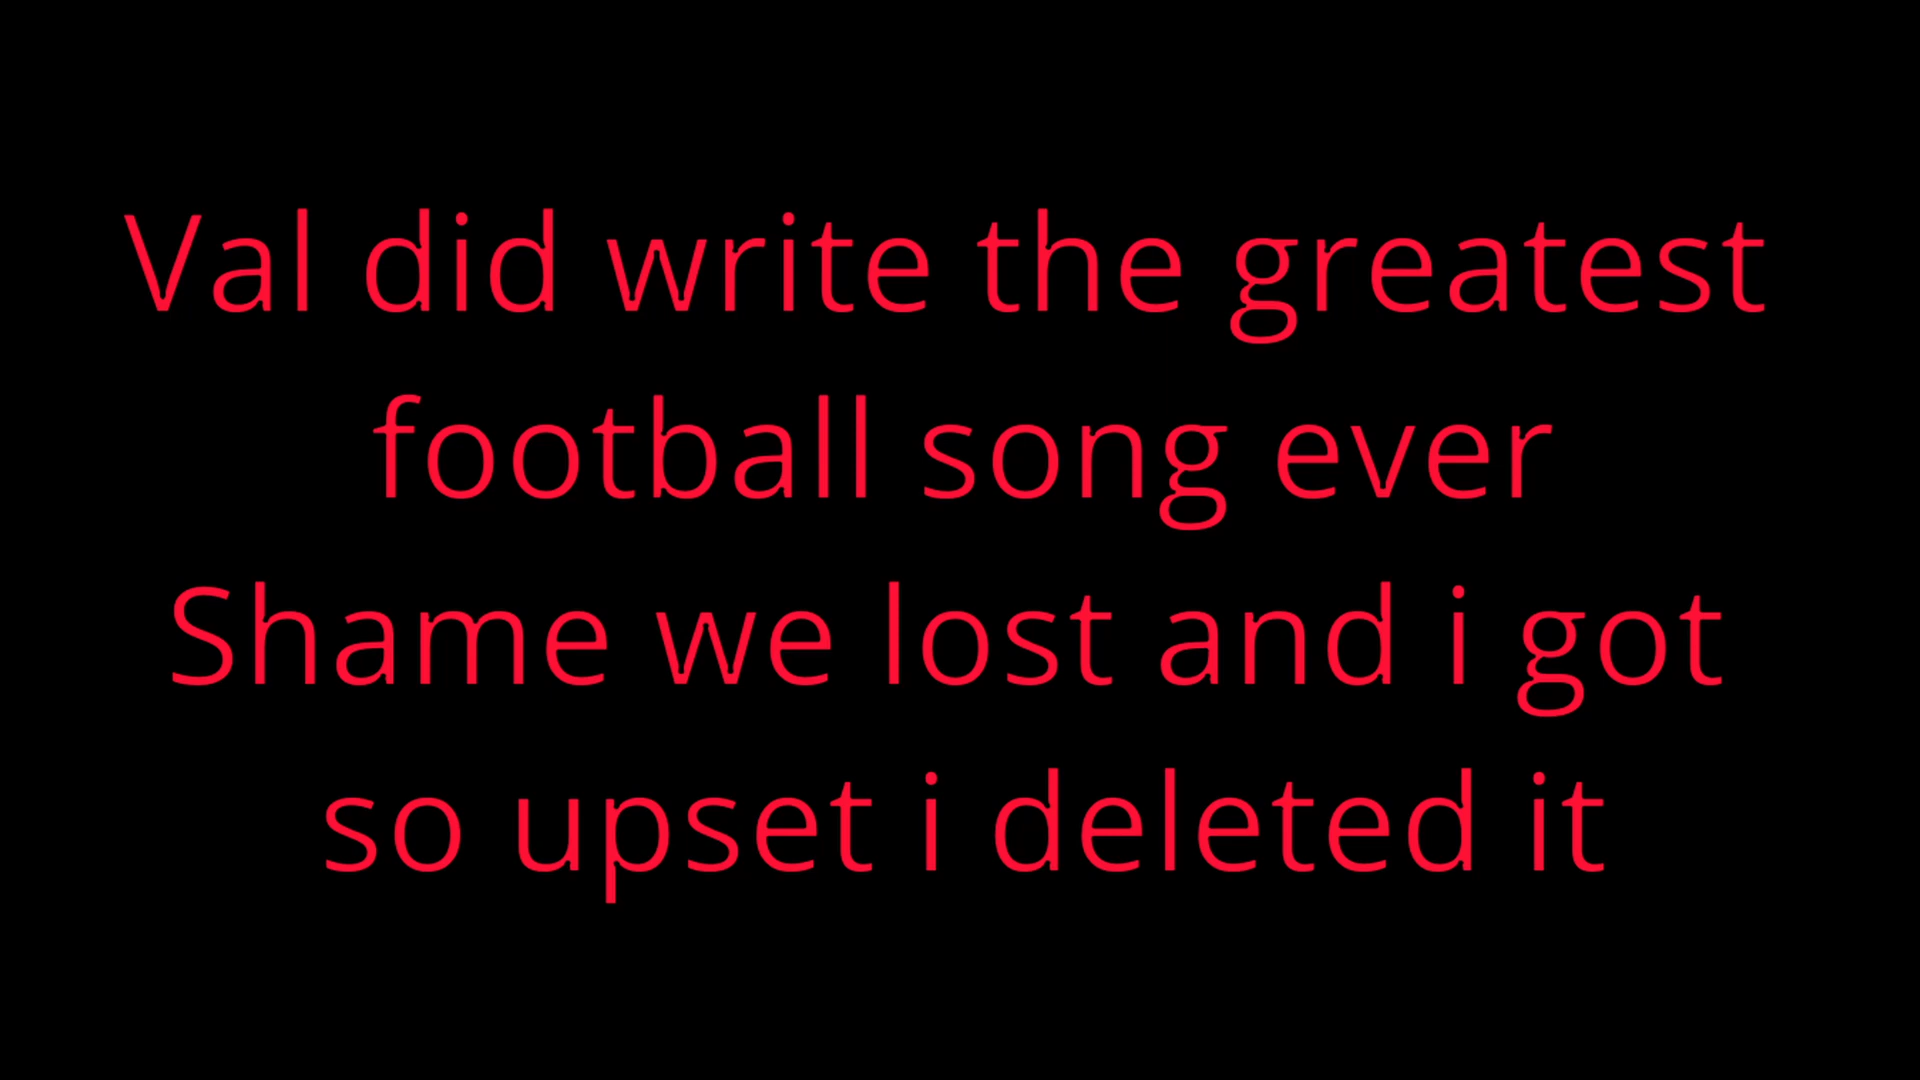 Val did write the greatest
football song ever
Shame we lost and i got
so upset i deleted it